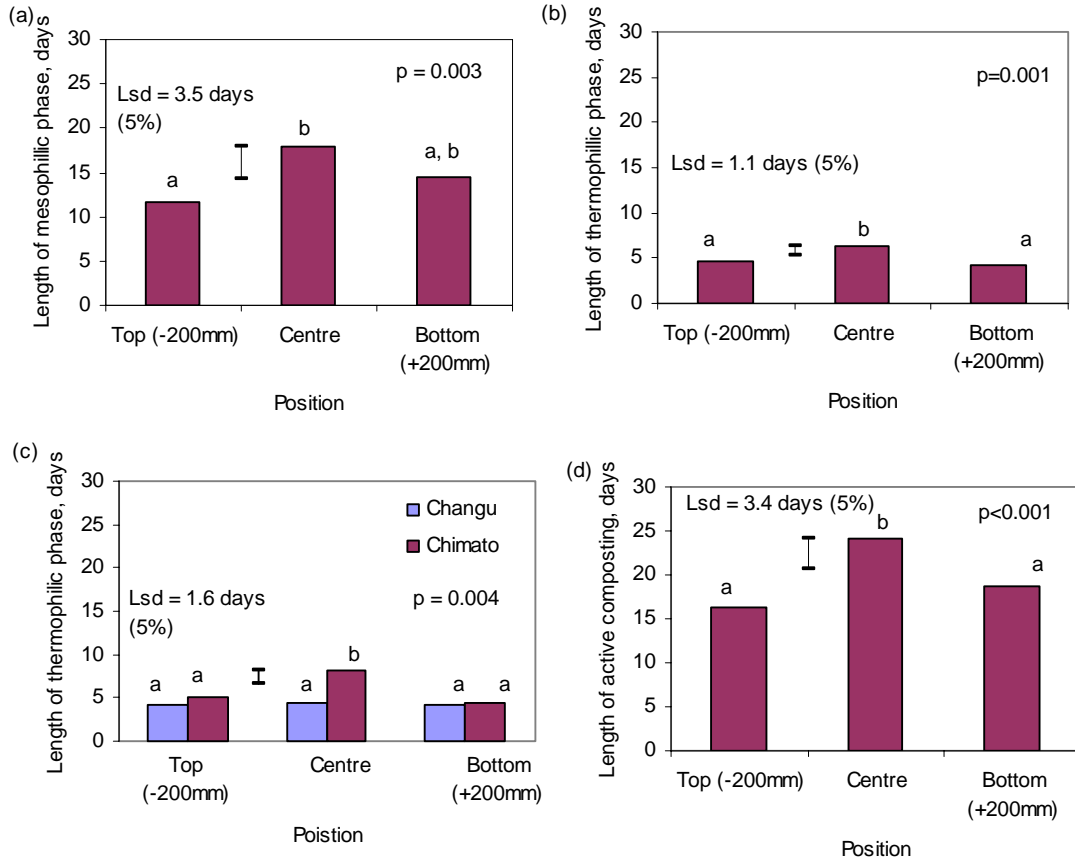 (a)
Length of mesophilic phase, days
30
25
20
15
10
5
0
Lsd = 3.5 days
(5%)
p = 0.003
a
b
a, b
Top (-200mm)
Centre
Bottom
(+200mm)
Position
(b)
Length of thermophilic phase, days
30
25
20
15
10
5
0
p=0.001
Lsd = 1.1 days (5%)
a
b
a
Top (-200mm)
Centre
Bottom
(+200mm)
Position
(c)
Length of thermophilic phase, days
30
25
20
15
10
5
0
Changu
Chimato
Lsd = 1.6 days
(5%)
p = 0.004
a
a
a
b
a
a
Top
(-200mm)
Centre
Bottom
(+200mm)
Poistion
(d)
Length of active composting, days
30
25
20
15
10
5
0
Lsd = 3.4 days (5%)
p<0.001
a
b
a
Top (-200mm)
Centre
Bottom
(+200mm)
Position